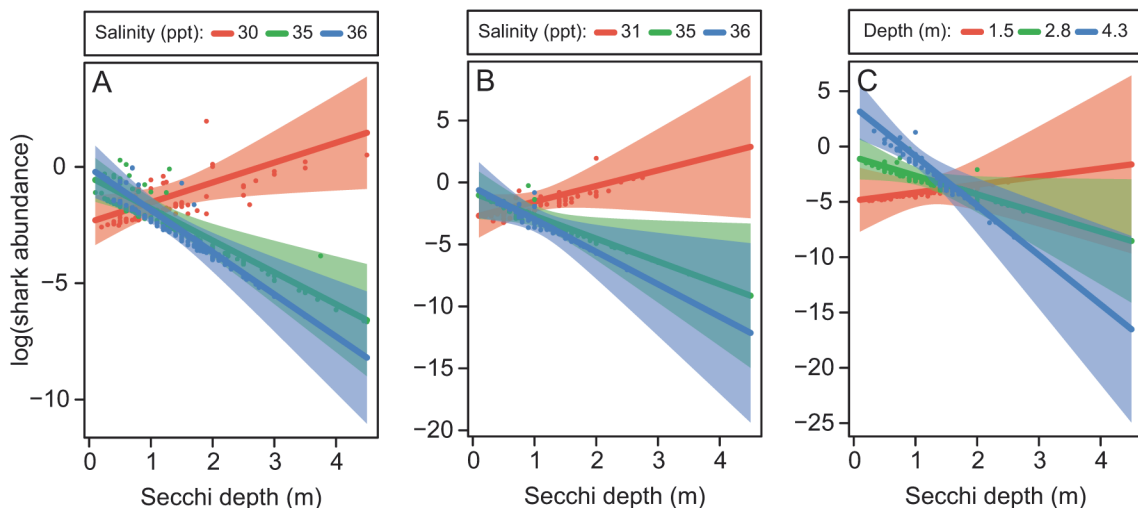 Salinity (ppt): 30 35 36
Salinity (ppt): 31 35 36
Depth (m): 1.5 2.8 4.3
A
B
C
log(shark abundance)
0
−5
−10
5
0
−5
−10
−15
−20
5
0
−5
−10
−15
−20
−25
0 1 2 3 4
0 1 2 3 4
0 1 2 3 4
Secchi depth (m)
Secchi depth (m)
Secchi depth (m)